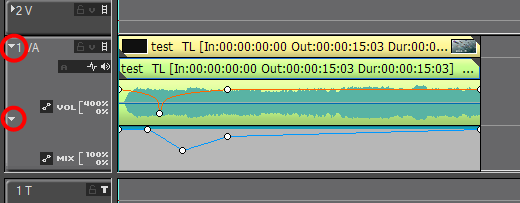 2 V
1 VA
test TL [In:00:00:00:00 Out:00:00:15:03 Dur:00:0...
test TL [In:00:00:00:00 Out:00:00:15:03 Dur:00:00:15:03] ...
VOL 400%
0%
MIX 100%
0%
1 T T